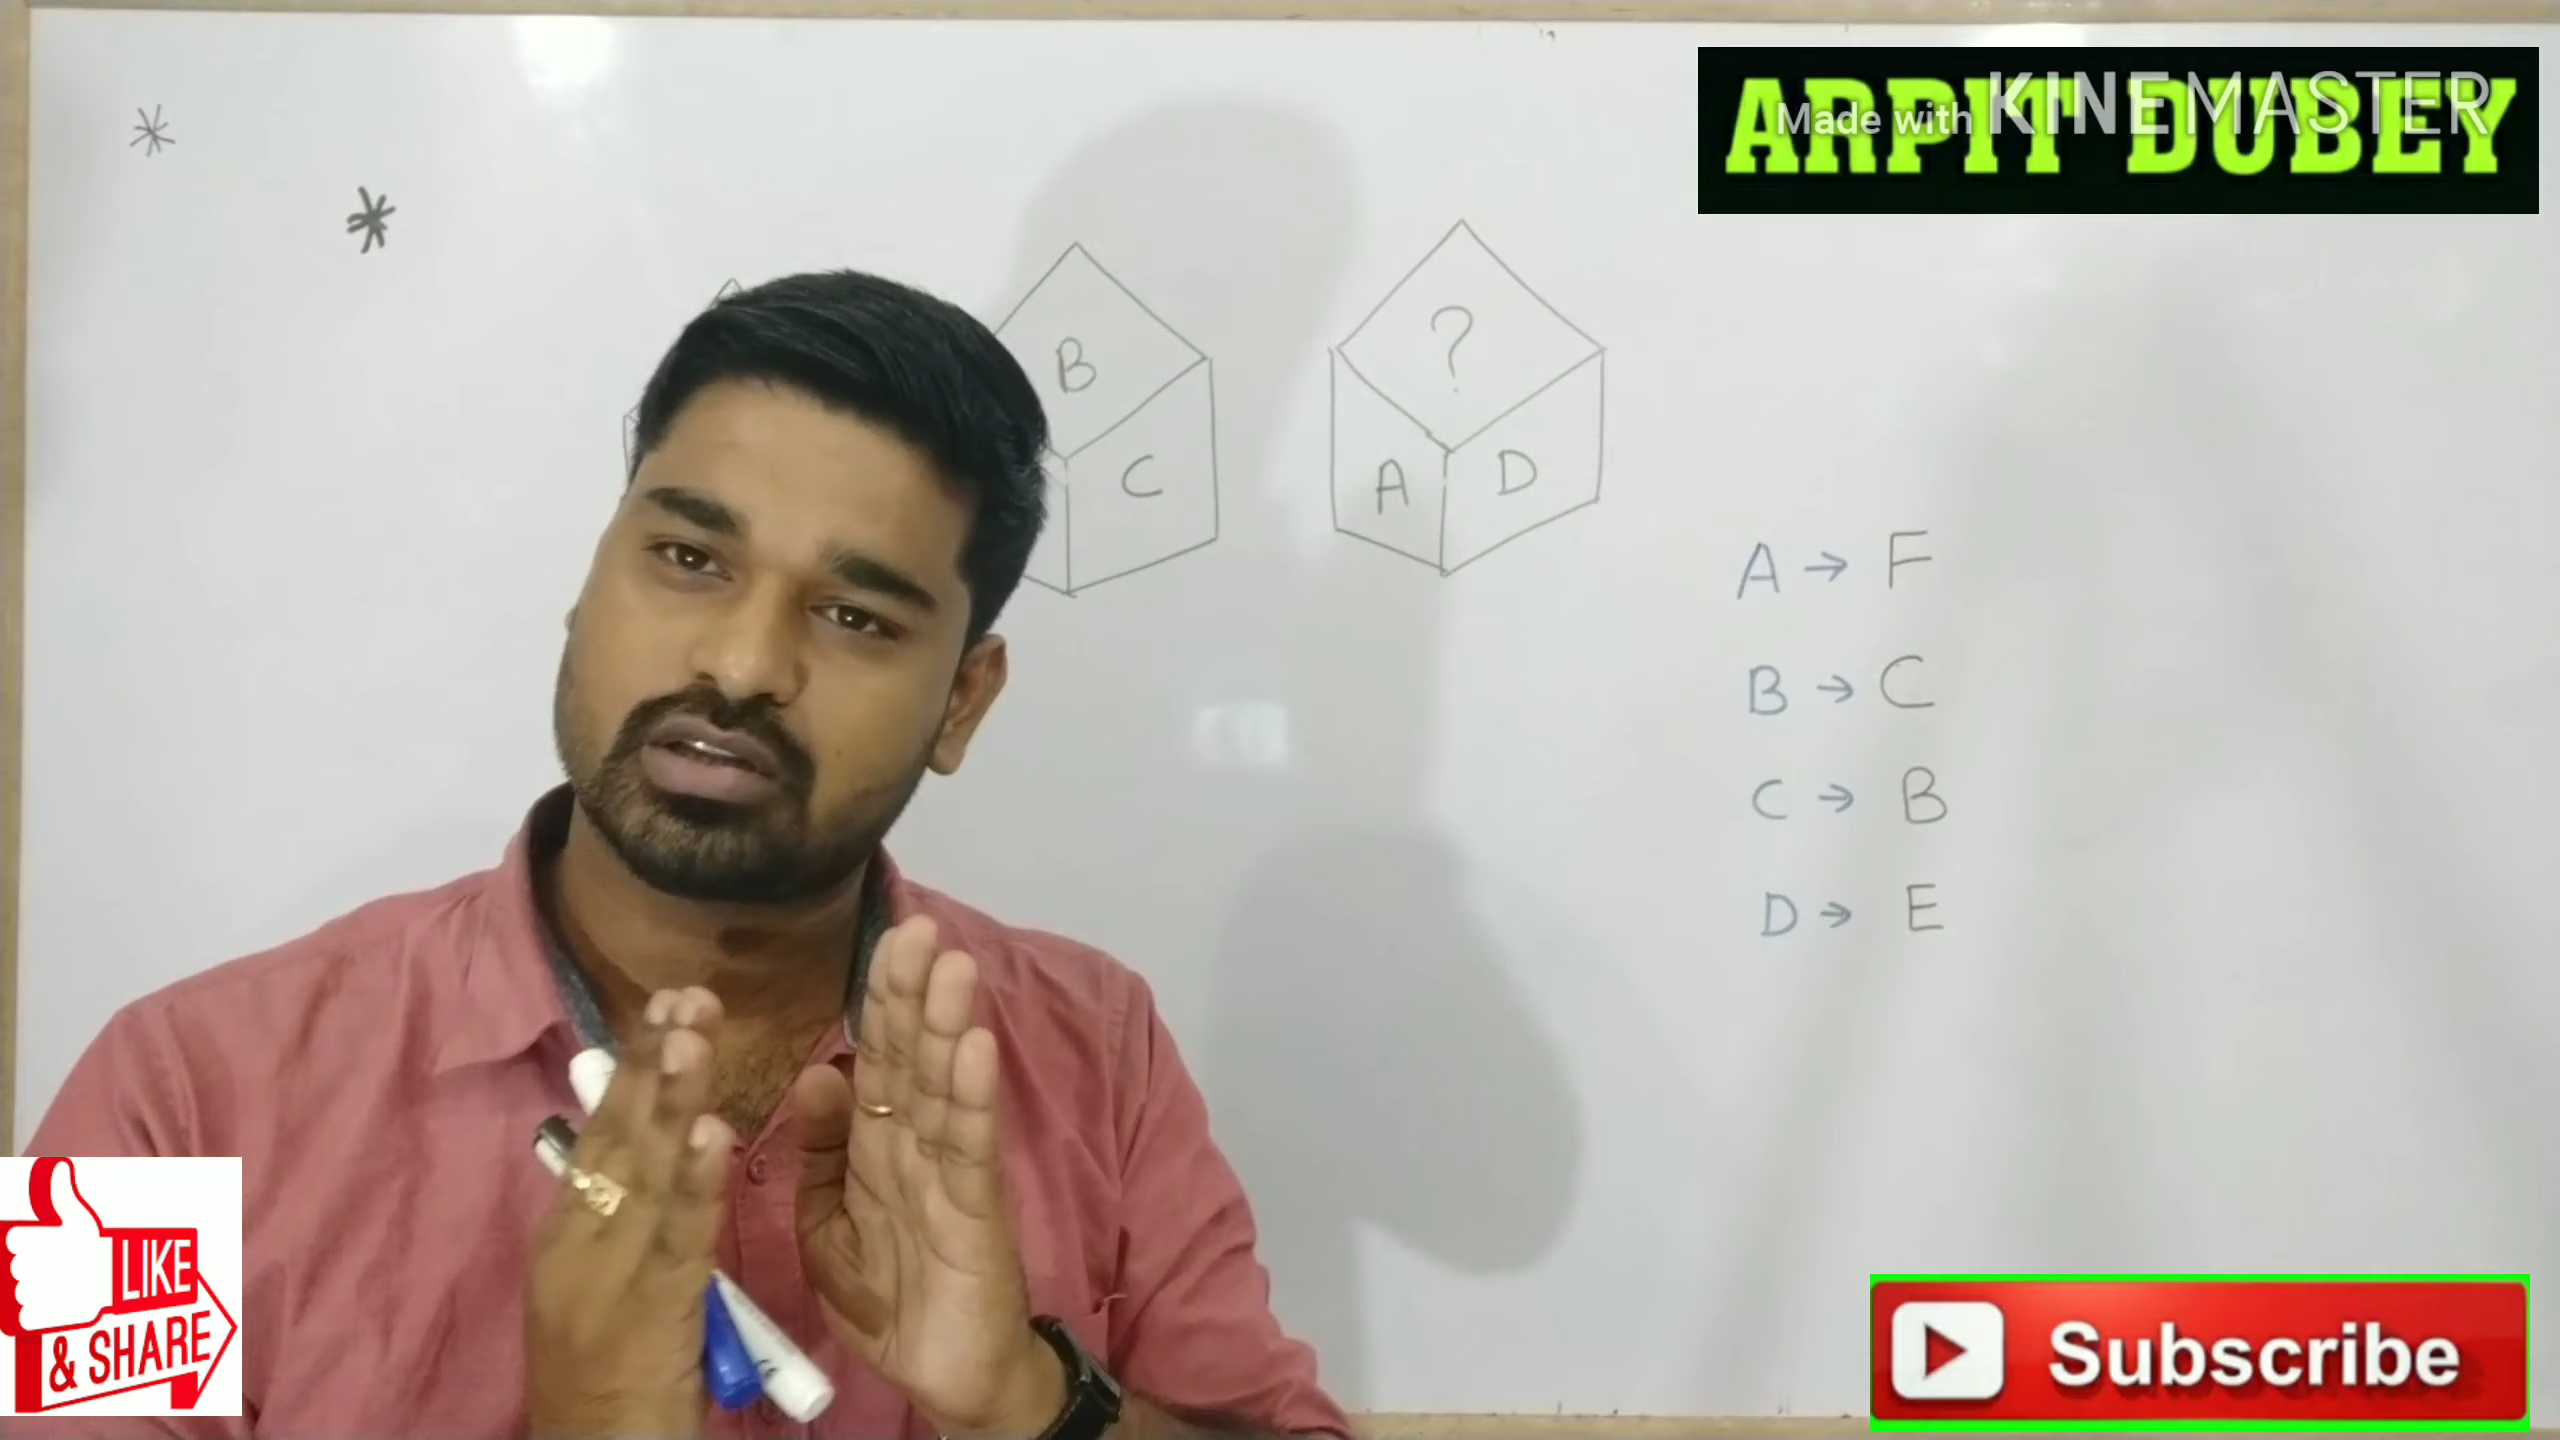 ARPIT DUBEY
Made with KINEMASTER
*
*
B
C
?
A D
A → F
B → C
C → B
D → E
LIKE
& SHARE
Subscribe